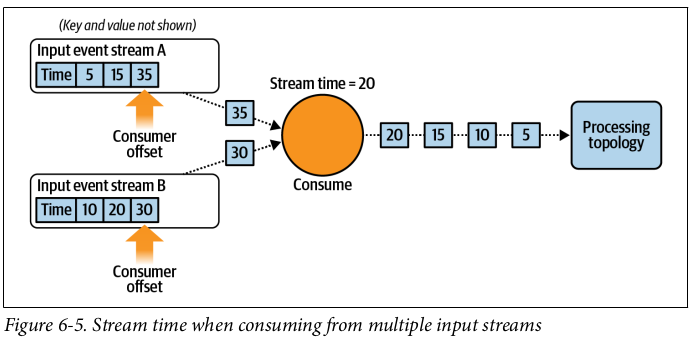 (Key and value not shown)
Input event stream A
Time 5 15 35
Consumer
offset
35
Stream time = 20
30
Consume
20 15 10 5
Processing
topology
Input event stream B
Time 10 20 30
Consumer
offset
Figure 6-5. Stream time when consuming from multiple input streams